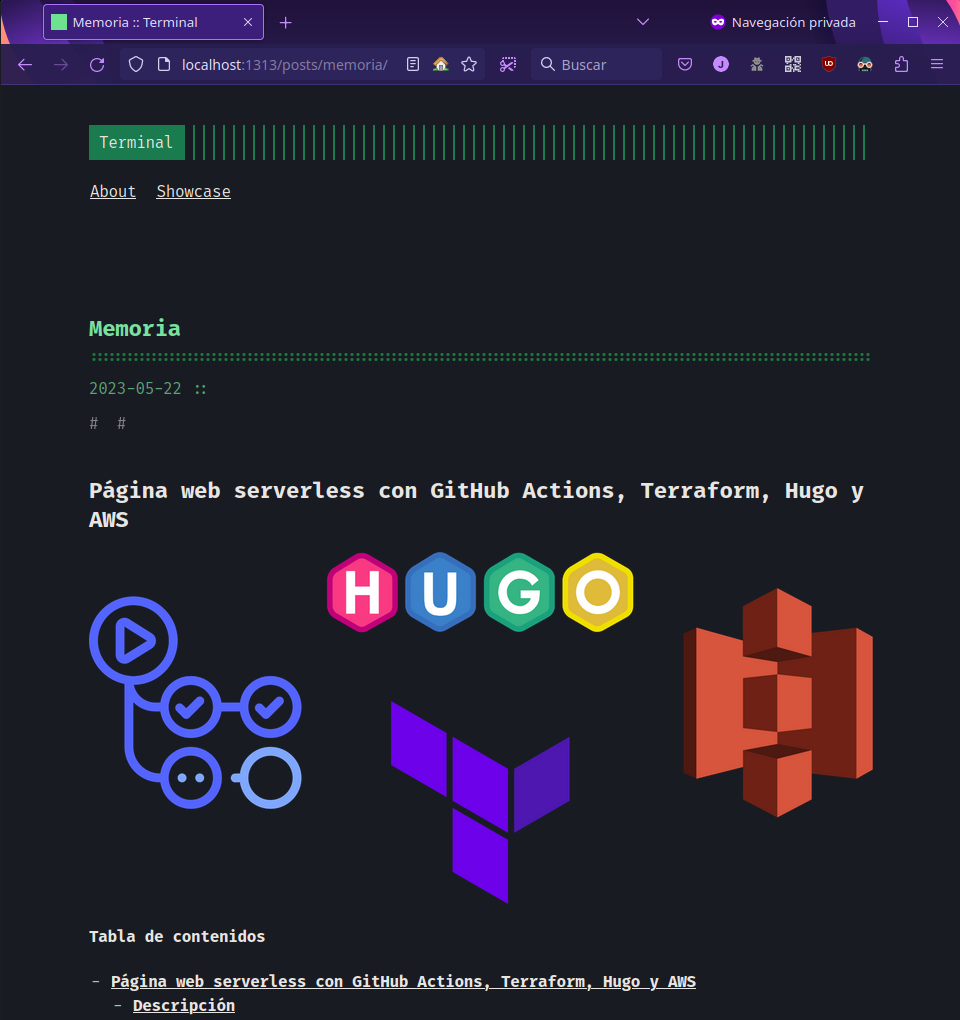 Memoria :: Terminal
Navegación privada
localhost:1313/posts/memoria/
Buscar
J
UO
Terminal
About Showcase
Memoria
2023-05-22 ::
# #
Página web serverless con GitHub Actions, Terraform, Hugo y
AWS
HUGO
Tabla de contenidos
- Página web serverless con GitHub Actions, Terraform, Hugo y AWS
- Descripción